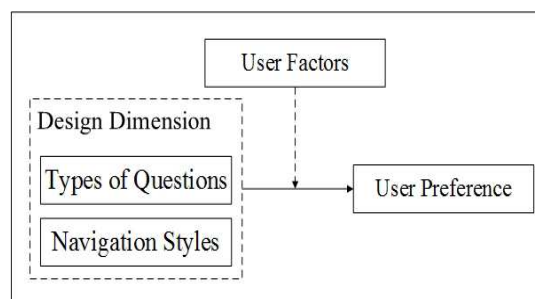 User Factors
Design Dimension
Types of Questions
User Preference
Navigation Styles